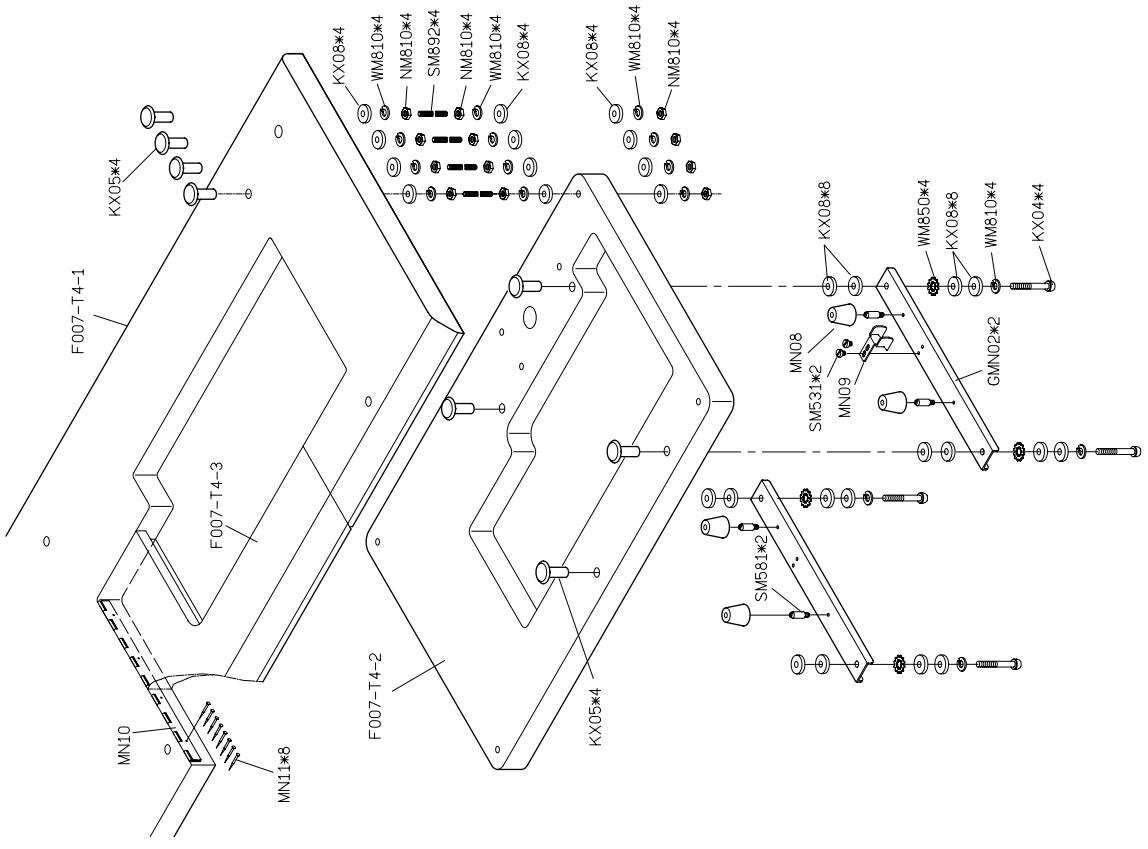 KX08*4
WM810*4
NM810*4
SM892*4
NM810*4
WM810*4
KX08*4
KX08*4
WM810*4
NM810*4
KX05*4
F007-T4-1
F007-T4-3
MN10
MN11*8
F007-T4-2
KX05*4
KX08*8
WM850*4
KX08*8
WM810*4
KX04*4
MN08
SM531*2
MN09
GMN02*2
SM581*2